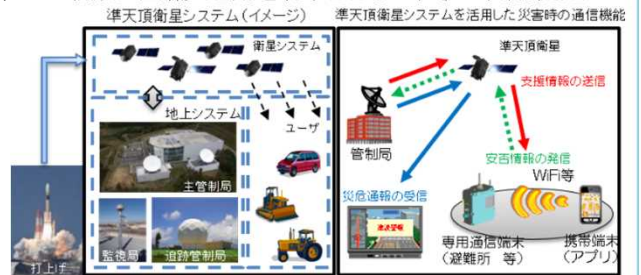 準天頂衛星システム(イメージ)
衛星システム
地上システム
ユーザ
主管制局
監視局
追跡管制局
打上げ
準天頂衛星システムを活用した災害時の通信機能
準天頂衛星
支援情報の送信
管制局
安否情報の発信
WiFi等
災危通報の受信
津波警報
専用通信端末
(避難所 等)
携帯端末
(アプリ)